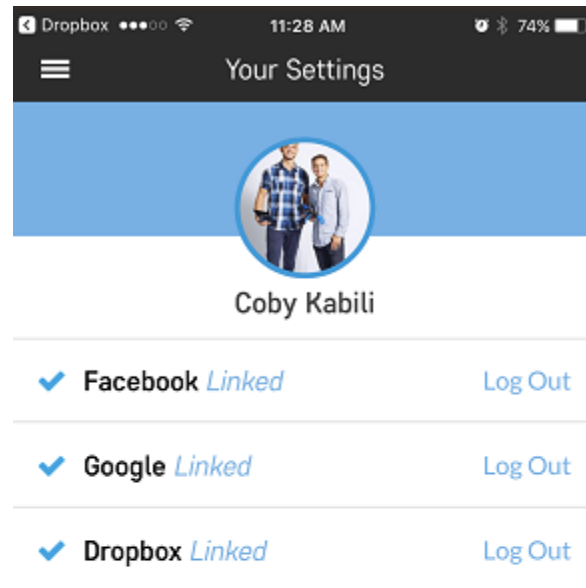 Dropbox 11:28 AM 74%
Your Settings
Coby Kabili
Facebook Linked Log Out
Google Linked Log Out
Dropbox Linked Log Out